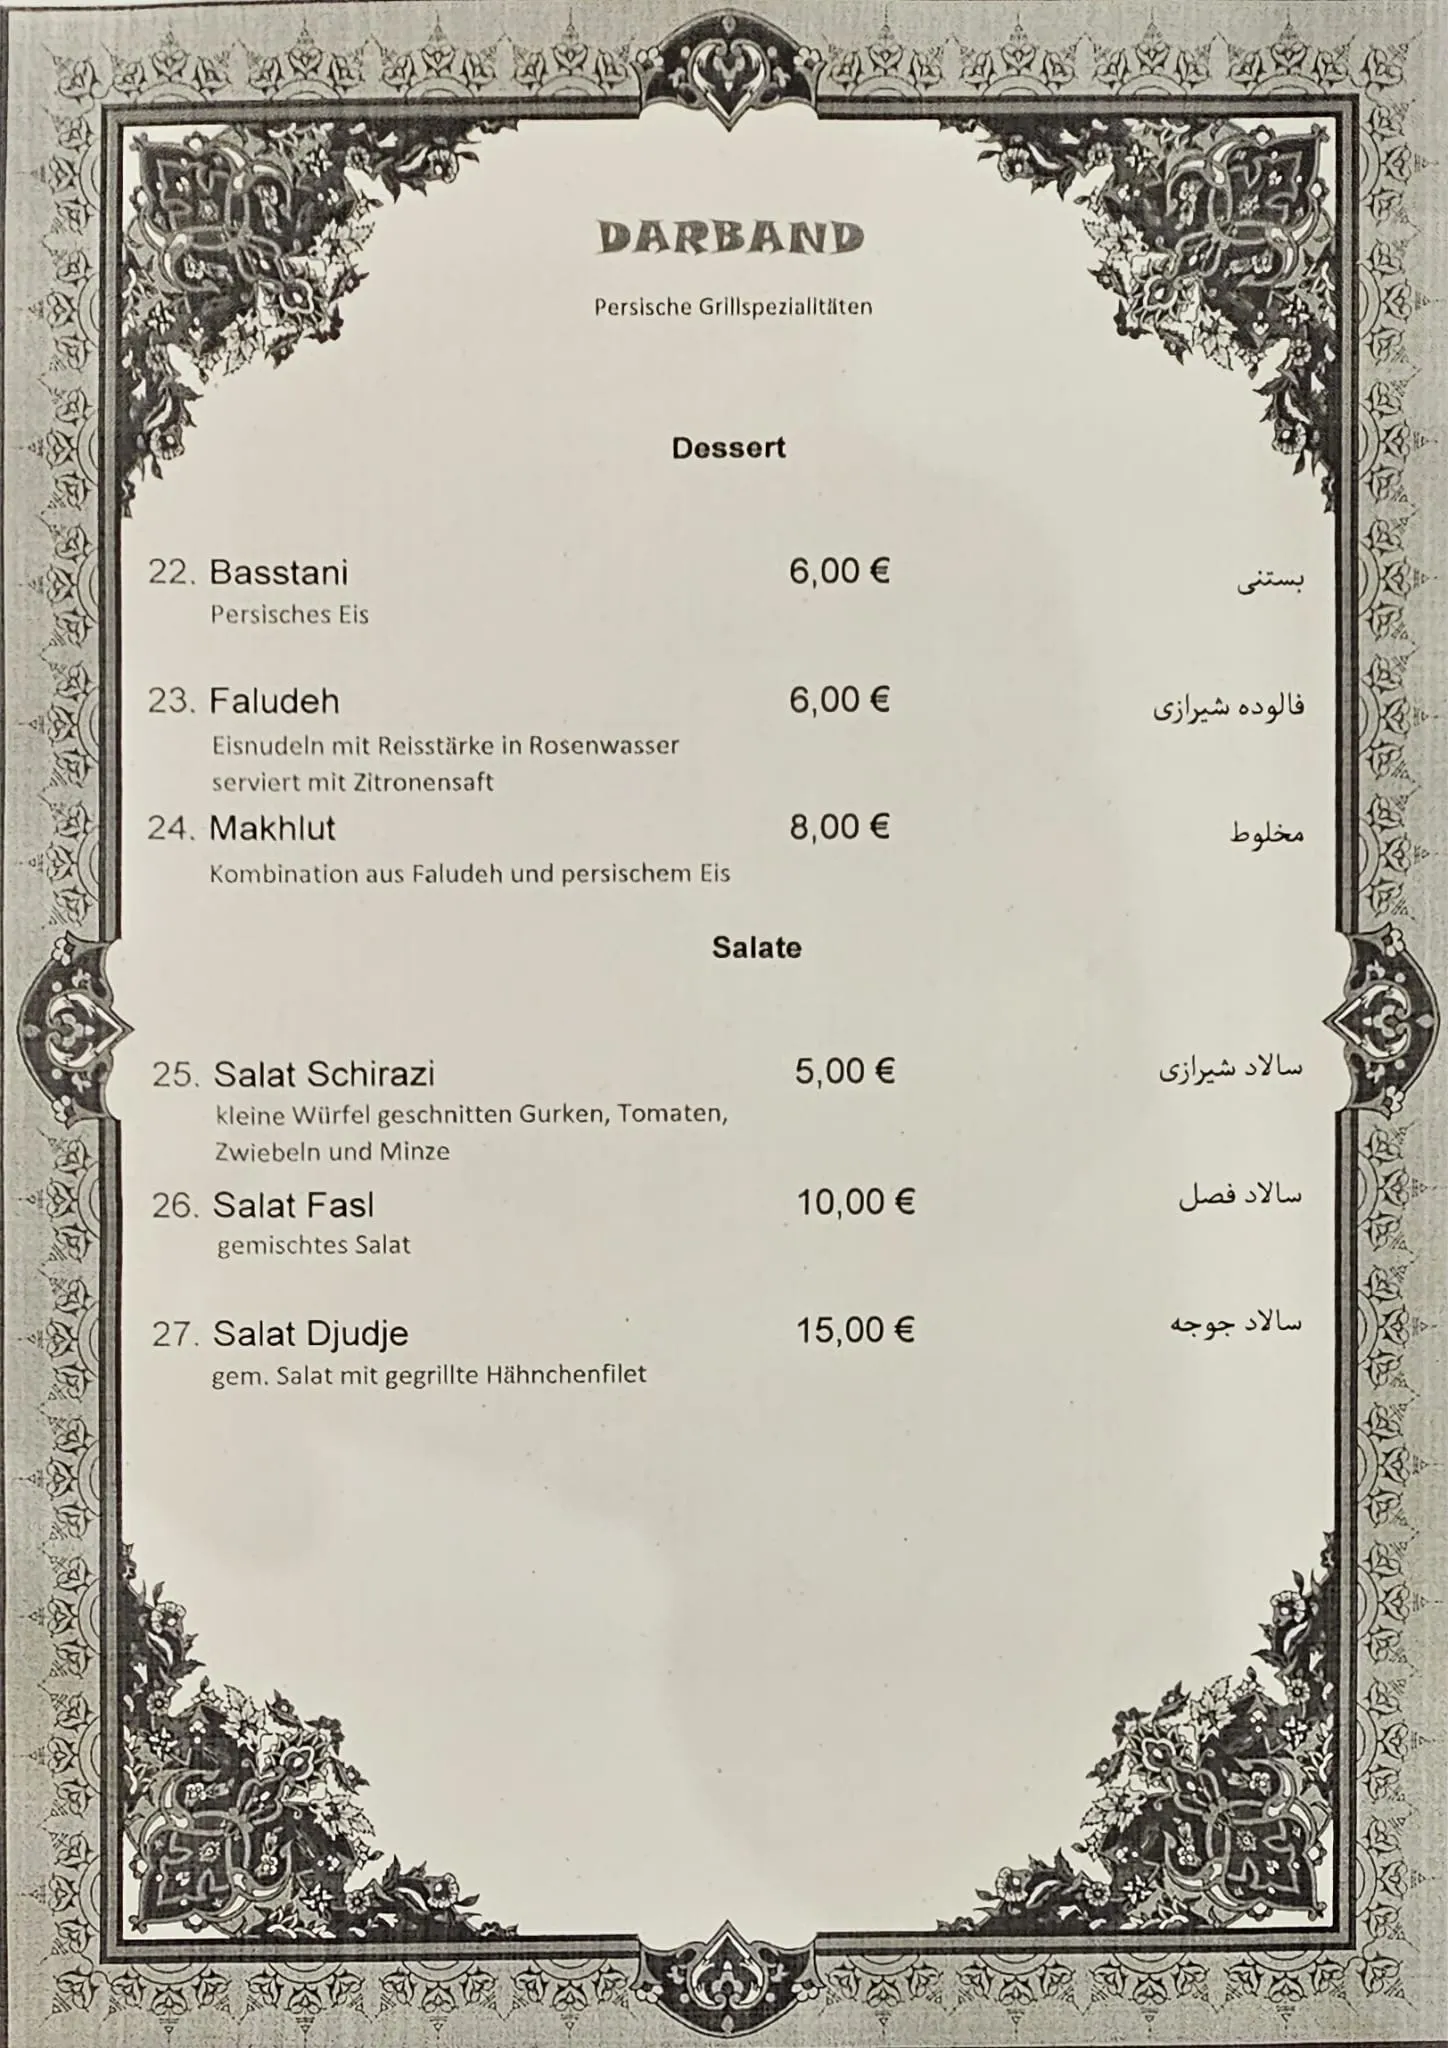 DARBAND
Persische Grillspezialitäten
Dessert
22. Basstani 6,00 € بستنی
Persisches Eis
23. Faludeh 6,00 € فالوده شیرازی
Eisnudeln mit Reisstärke in Rosenwasser
serviert mit Zitronensaft
24. Makhlut 8,00 € مخلوط
Kombination aus Faludeh und persischem Eis
Salate
25. Salat Schirazi 5,00 € سالاد شیرازی
kleine Würfel geschnitten Gurken, Tomaten,
Zwiebeln und Minze
26. Salat Fasl 10,00 € سالاد فصل
gemischtes Salat
27. Salat Djudje 15,00 € سالاد جوجه
gem. Salat mit gegrillte Hähnchenfilet